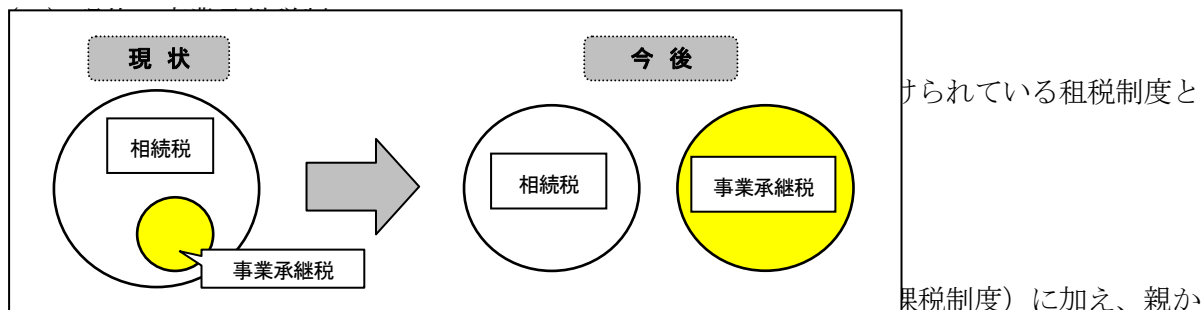 現 状
今 後
けられている租税制度と
相続税
相続税
事業承継税
事業承継税
課税制度）に加え、親か